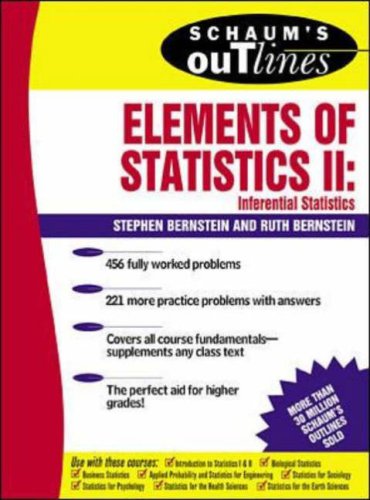 SCHAUM'S
ouTlines
ELEMENTS OF
STATISTICS II:
Inferential Statistics
STEPHEN BERNSTEIN AND RUTH BERNSTEIN
456 fully worked problems
221 more practice problems with answers
Covers all course fundamentals—
supplements any class text
The perfect aid for higher
grades!
MORE THAN
30 MILLION
SCHAUM'S
OUTLINES
SOLD
Use with these courses: Introduction to Statistics I & II Biological Statistics
Business Statistics Applied Probability and Statistics for Engineering Statistics for Sociology
Statistics for Psychology Statistics for the Health Sciences Statistics for the Earth Sciences